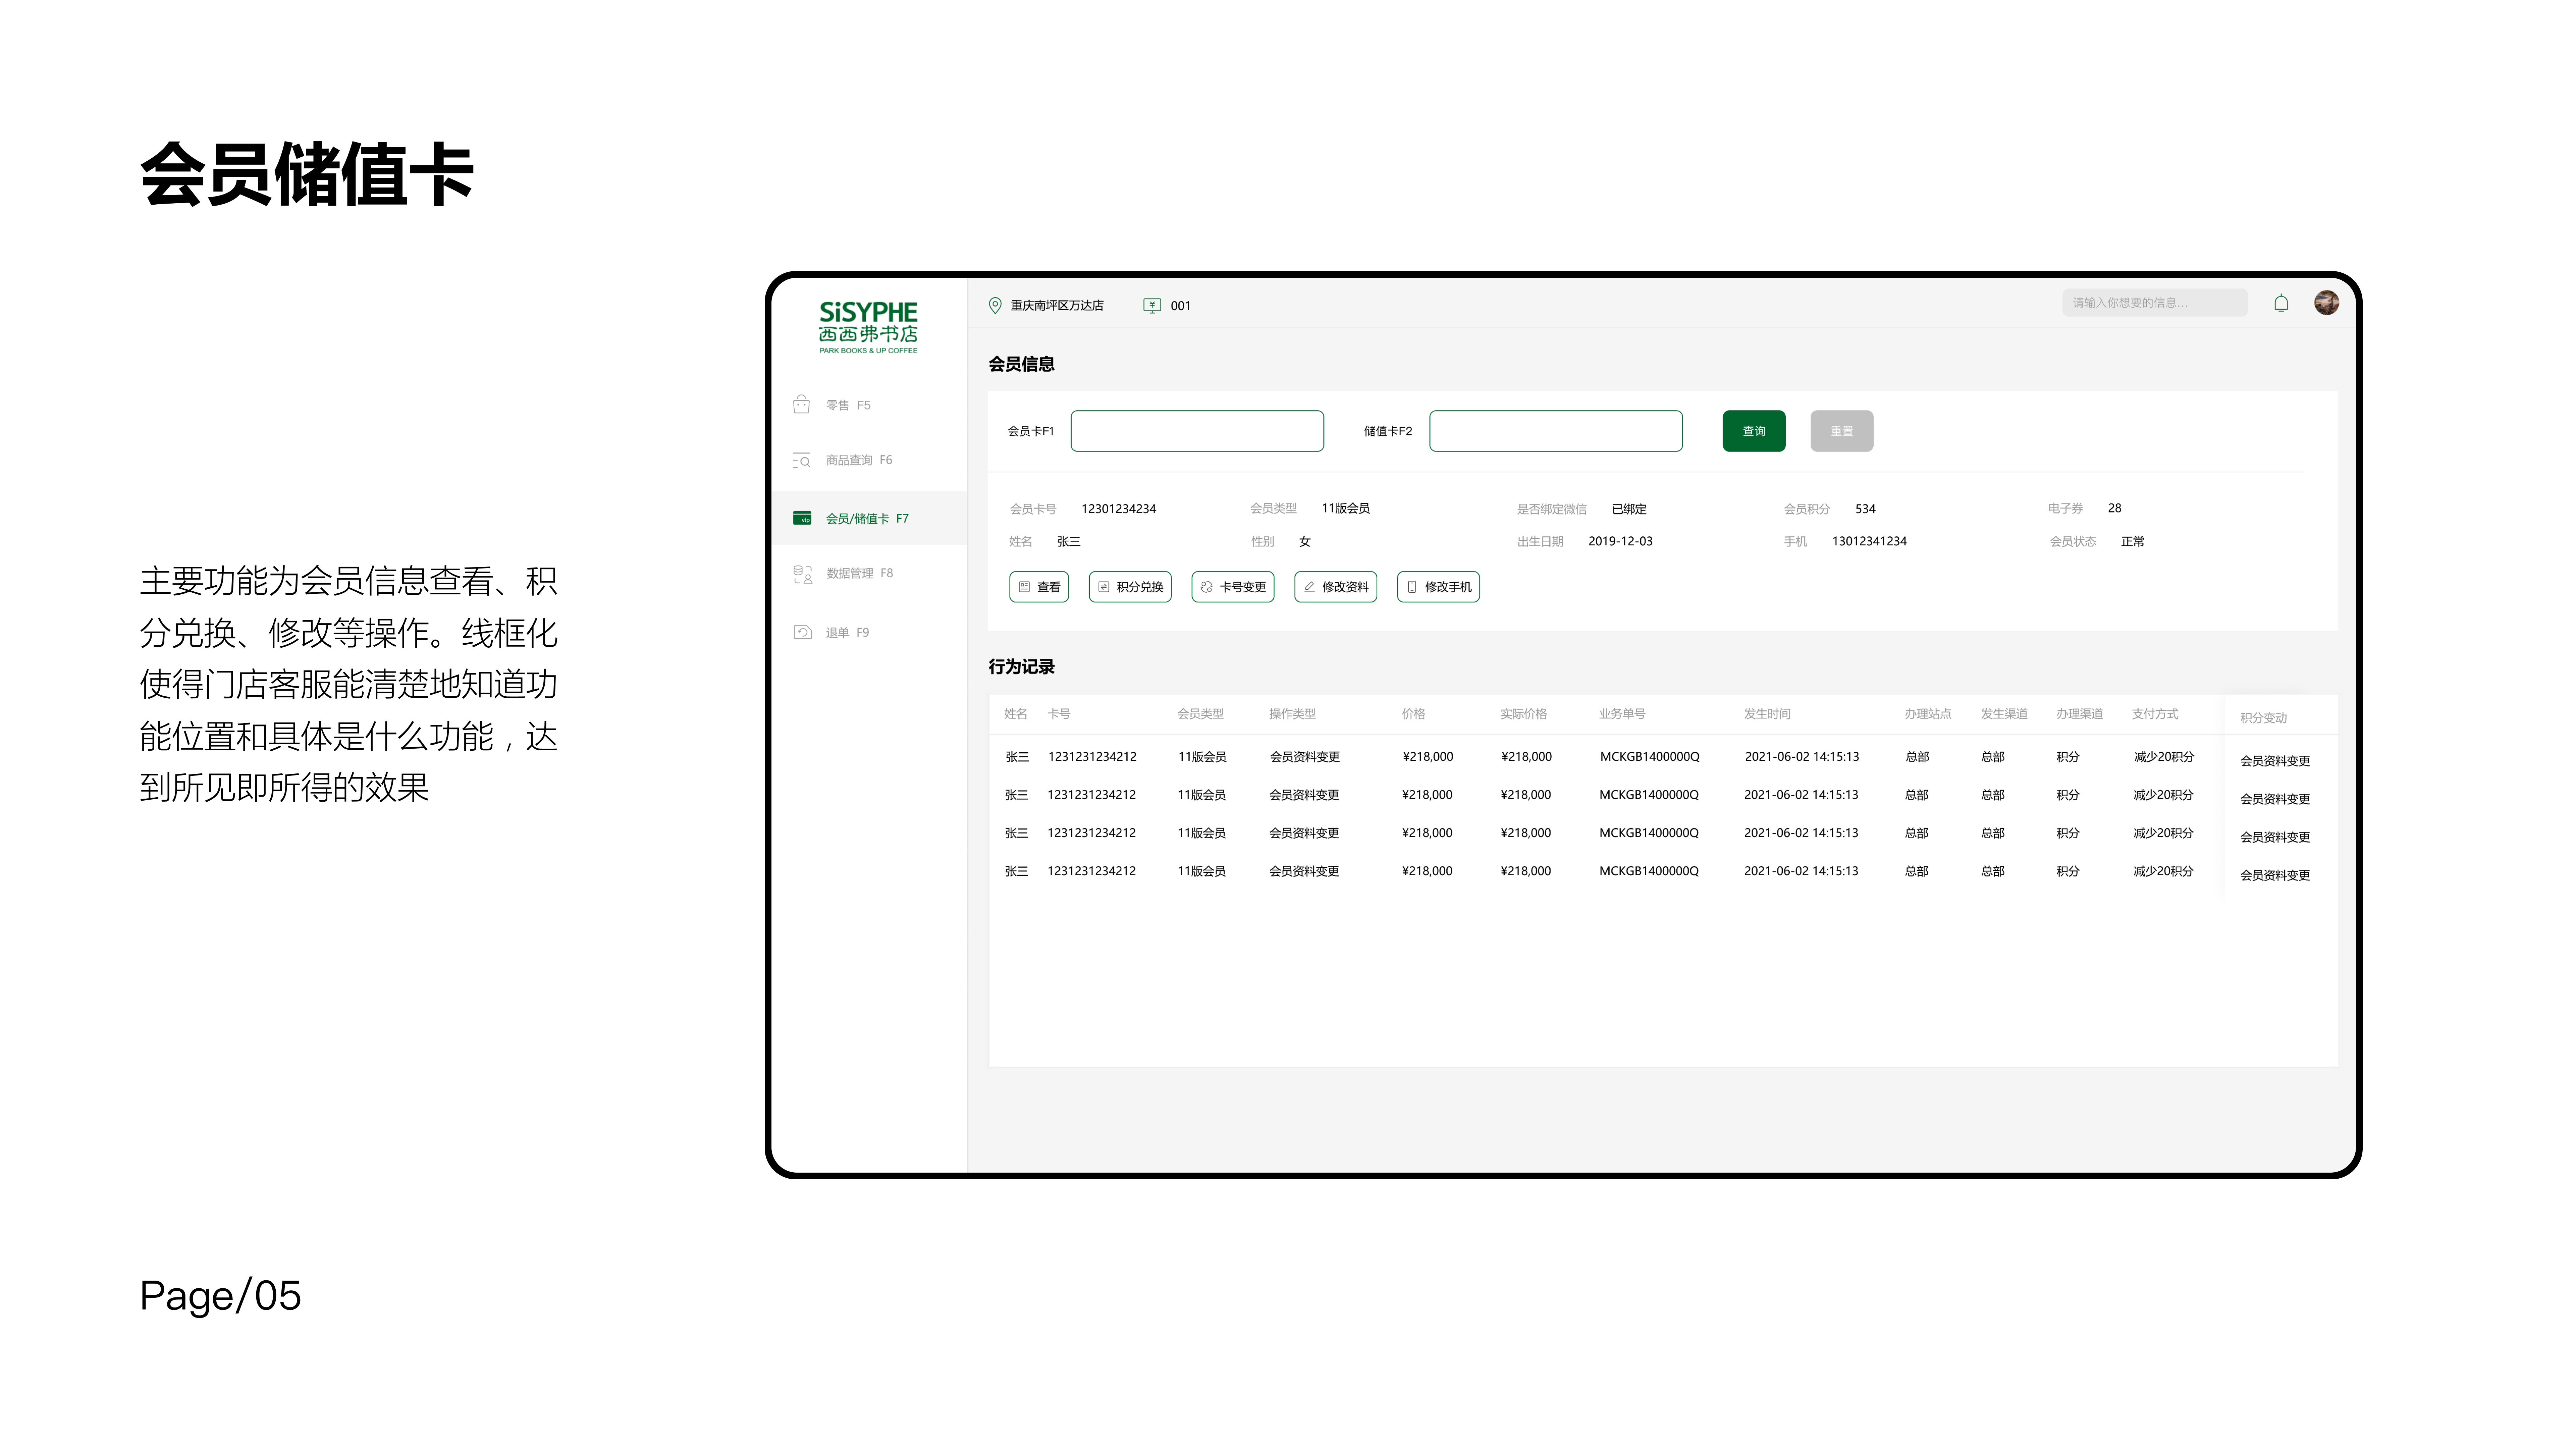 会员储值卡
主要功能为会员信息查看、积
分兑换、修改等操作。线框化
使得门店客服能清楚地知道功
能位置和具体是什么功能，达
到所见即所得的效果
Page/05
SiSYPHE
西西弗书店
PARK BOOKS & UP COFFEE
零售 F5
商品查询 F6
vip 会员/储值卡 F7
数据管理 F8
退单 F9
重庆南坪区万达店 ¥ 001 请输入你想要的信息...
会员信息
会员卡F1 储值卡F2 查询 重置
会员卡号 12301234234 会员类型 11版会员 是否绑定微信 已绑定 会员积分 534 电子券 28
姓名 张三 性别 女 出生日期 2019-12-03 手机 13012341234 会员状态 正常
查看 积分兑换 卡号变更 修改资料 修改手机
行为记录
姓名 卡号 会员类型 操作类型 价格 实际价格 业务单号 发生时间 办理站点 发生渠道 办理渠道 支付方式 积分变动
张三 1231231234212 11版会员 会员资料变更 ¥218,000 ¥218,000 MCKGB1400000Q 2021-06-02 14:15:13 总部 总部 积分 减少20积分 会员资料变更
张三 1231231234212 11版会员 会员资料变更 ¥218,000 ¥218,000 MCKGB1400000Q 2021-06-02 14:15:13 总部 总部 积分 减少20积分 会员资料变更
张三 1231231234212 11版会员 会员资料变更 ¥218,000 ¥218,000 MCKGB1400000Q 2021-06-02 14:15:13 总部 总部 积分 减少20积分 会员资料变更
张三 1231231234212 11版会员 会员资料变更 ¥218,000 ¥218,000 MCKGB1400000Q 2021-06-02 14:15:13 总部 总部 积分 减少20积分 会员资料变更